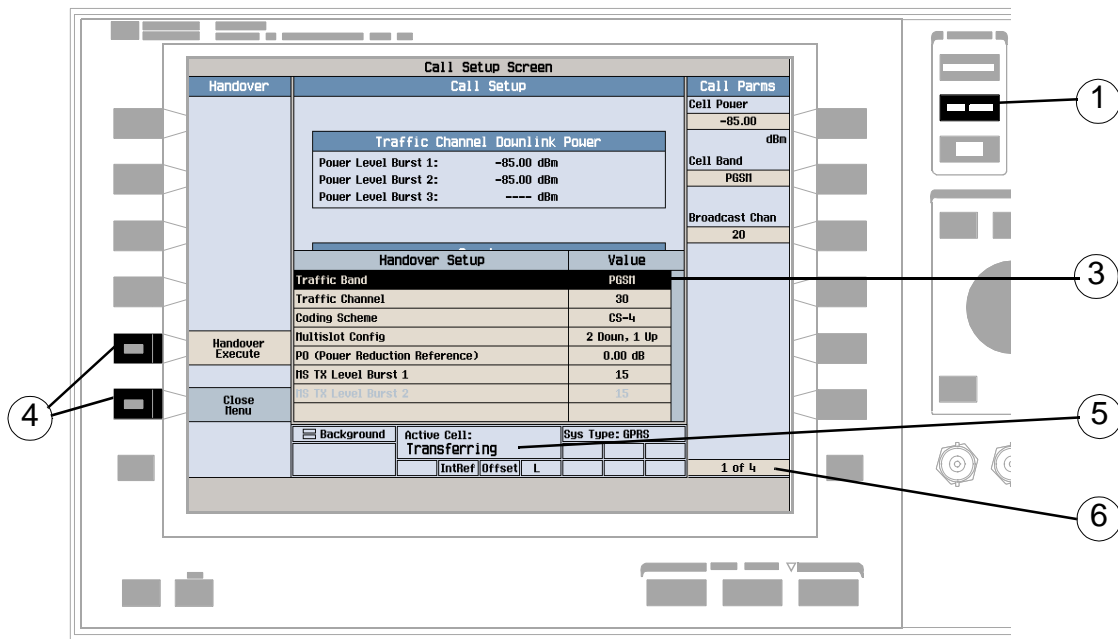 Call Setup Screen
Handover
Call Setup
Call Parms
Cell Power
-85.00
dBm
Cell Band
PGSM
Broadcast Chan
20
Traffic Channel Downlink Power
Power Level Burst 1: -85.00 dBm
Power Level Burst 2: -85.00 dBm
Power Level Burst 3: ---- dBm
Handover Setup Value
Traffic Band PGSM
Traffic Channel 30
Coding Scheme CS-4
Multislot Config 2 Down, 1 Up
P0 (Power Reduction Reference) 0.00 dB
MS TX Level Burst 1 15
MS TX Level Burst 2 15
Handover
Execute
Close
Menu
Background
Active Cell:
Transferring
Sys Type: GPRS
IntRef Offset L
1 of 4
1
3
4
5
6